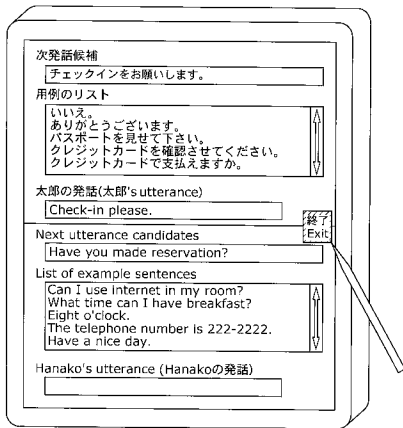 次発話候補
チェックインをお願いします。
用例のリスト
いいえ。
ありがとうございます。
パスポートを見せて下さい。
クレジットカードを確認させてください。
クレジットカードで支払えますか。
太郎の発話(太郎's utterance)
Check-in please.
終了
Exit
Next utterance candidates
Have you made reservation?
List of example sentences
Can I use internet in my room?
What time can I have breakfast?
Eight o'clock.
The telephone number is 222-2222.
Have a nice day.
Hanako's utterance (Hanakoの発話)